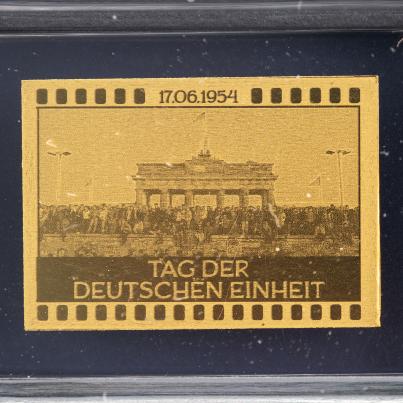 17.06.1954
TAG DER
DEUTSCHEN EINHEIT